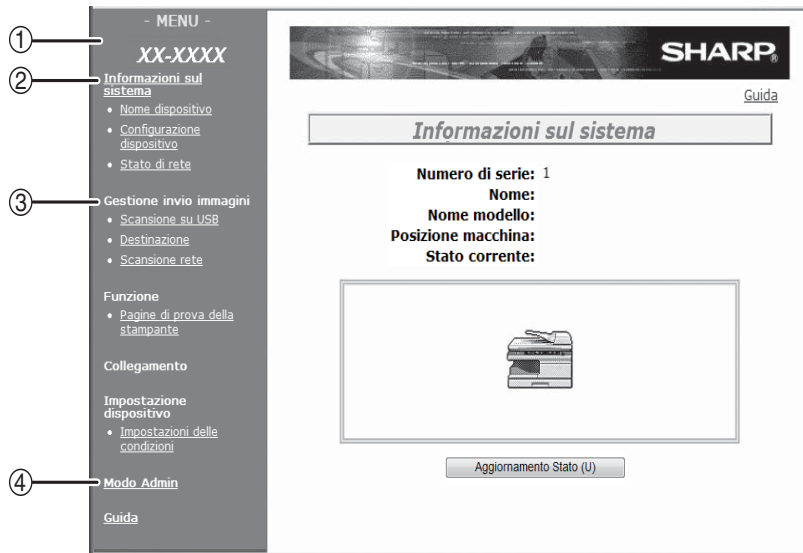 - MENU -
① XX-XXXX
② Informazioni sul
sistema
• Nome dispositivo
• Configurazione
dispositivo
• Stato di rete
③ Gestione invio immagini
• Scansione su USB
• Destinazione
• Scansione rete
Funzione
• Pagine di prova della
stampante
Collegamento
Impostazione
dispositivo
• Impostazioni delle
condizioni
④ Modo Admin
Guida
SHARP®
Guida
Informazioni sul sistema
Numero di serie: 1
Nome:
Nome modello:
Posizione macchina:
Stato corrente:
Aggiornamento Stato (U)